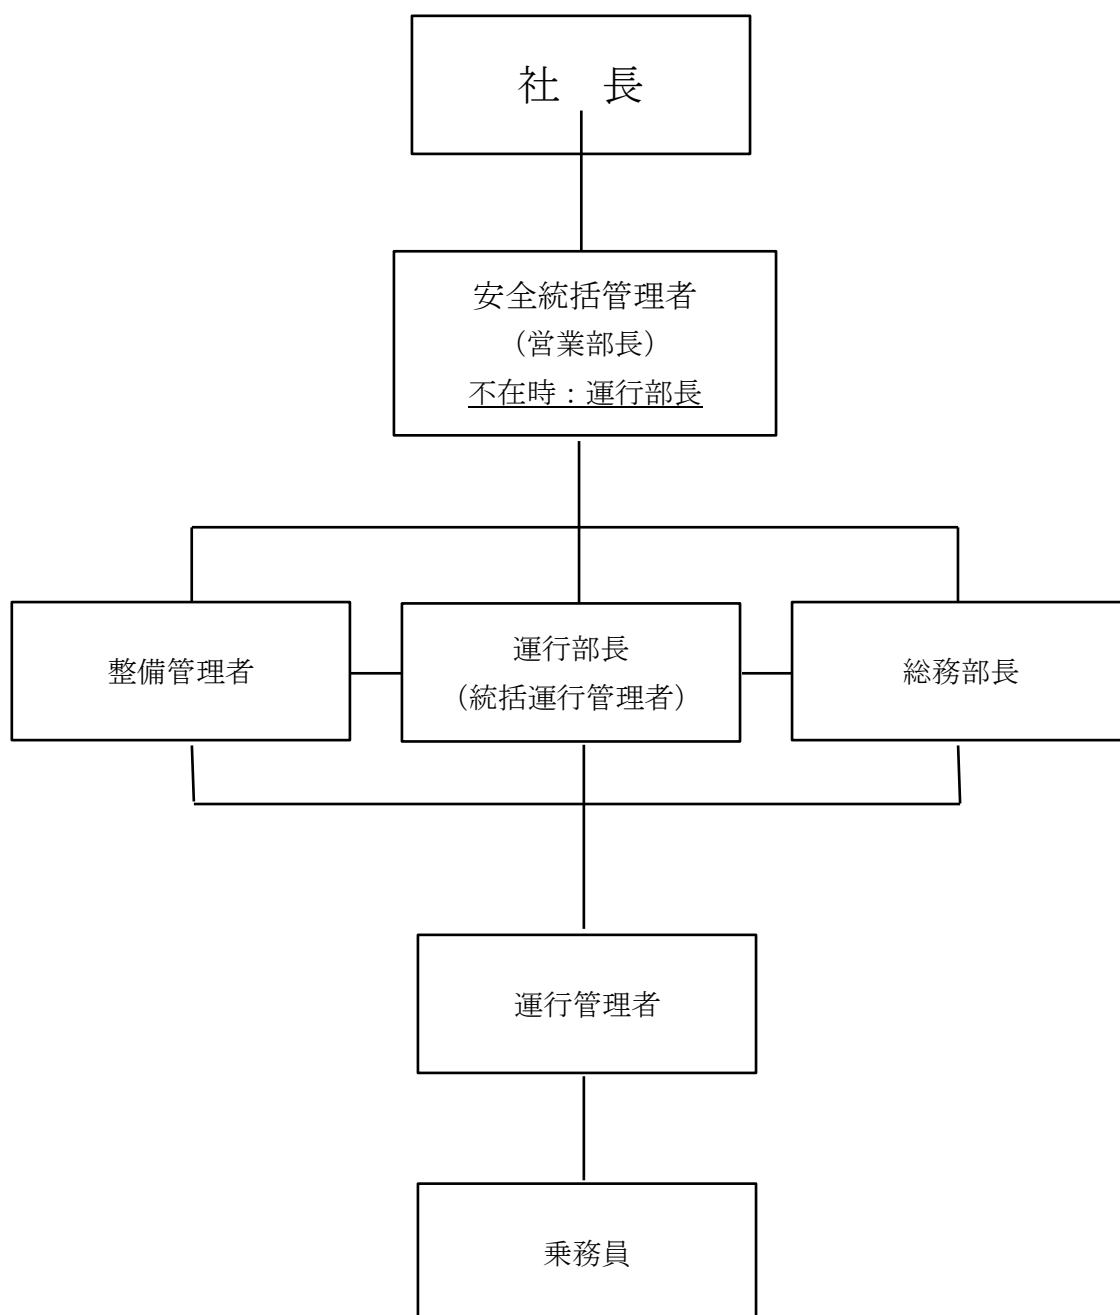 社　長
安全統括管理者
（営業部長）
不在時：運行部長
整備管理者
運行部長
（統括運行管理者）
総務部長
運行管理者
乗務員